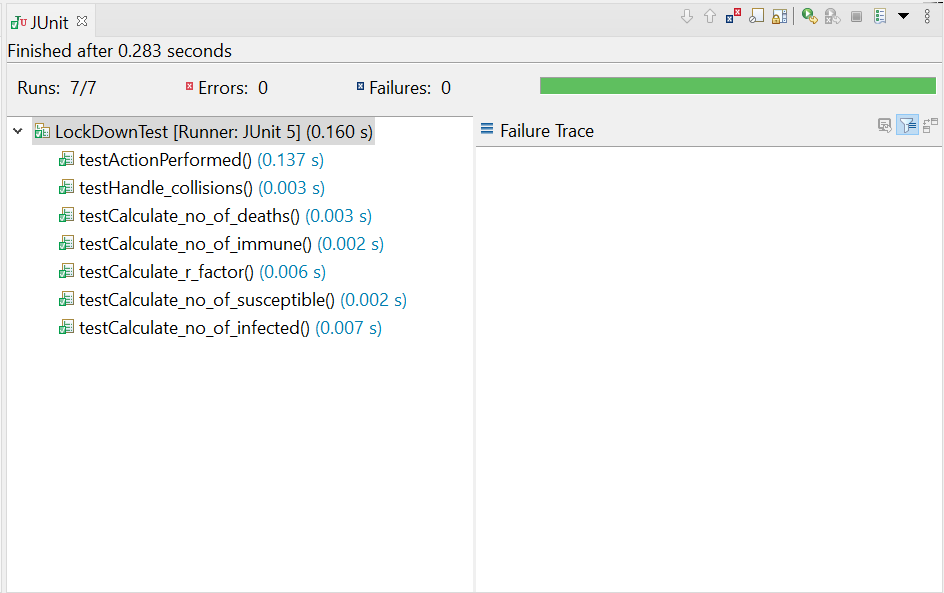 JUnit
Finished after 0.283 seconds
Runs: 7/7 Errors: 0 Failures: 0
LockDownTest [Runner: JUnit 5] (0.160 s)
testActionPerformed() (0.137 s)
testHandle_collisions() (0.003 s)
testCalculate_no_of_deaths() (0.003 s)
testCalculate_no_of_immune() (0.002 s)
testCalculate_r_factor() (0.006 s)
testCalculate_no_of_susceptible() (0.002 s)
testCalculate_no_of_infected() (0.007 s)
Failure Trace